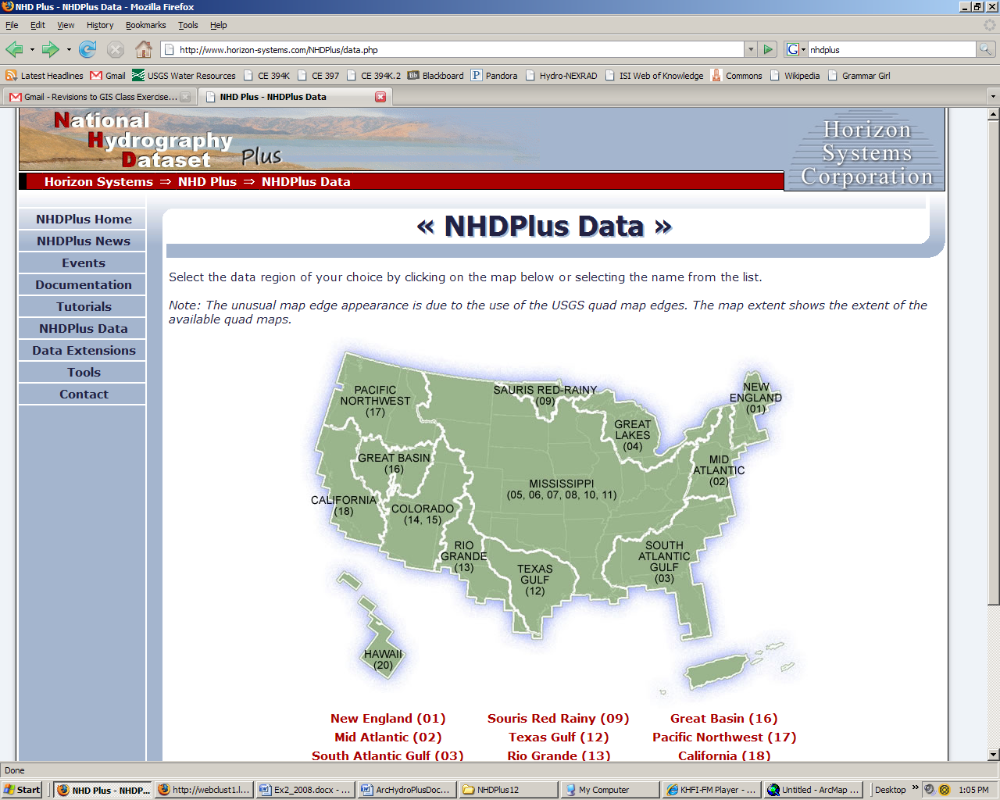 NHD Plus - NHDPlus Data - Mozilla Firefox
File Edit View History Bookmarks Tools Help
http://www.horizon-systems.com/NHDPlus/data.php
G nhdplus
Latest Headlines Gmail USGS Water Resources CE 394K CE 397 CE 394K.2 Bb Blackboard P Pandora Hydro-NEXRAD ISI Web of Knowledge Commons Wikipedia Grammar Girl
Gmail - Revisions to GIS Class Exercise... NHD Plus - NHDPlus Data
National
Hydrography
Dataset Plus
Horizon
Systems
Corporation
Horizon Systems ⇒ NHD Plus ⇒ NHDPlus Data
NHDPlus Home
NHDPlus News
Events
Documentation
Tutorials
NHDPlus Data
Data Extensions
Tools
Contact
« NHDPlus Data »
Select the data region of your choice by clicking on the map below or selecting the name from the list.
Note: The unusual map edge appearance is due to the use of the USGS quad map edges. The map extent shows the extent of the
available quad maps.
PACIFIC
NORTHWEST
(17)
SAURIS RED-RAINY
(09)
NEW
ENGLAND
(01)
GREAT
LAKES
(04)
GREAT BASIN
(16)
MID
ATLANTIC
(02)
MISSISSIPPI
(05, 06, 07, 08, 10, 11)
CALIFORNIA
(18)
COLORADO
(14, 15)
RIO
GRANDE
(13)
TEXAS
GULF
(12)
SOUTH
ATLANTIC
GULF
(03)
HAWAII
(20)
New England (01) Souris Red Rainy (09) Great Basin (16)
Mid Atlantic (02) Texas Gulf (12) Pacific Northwest (17)
South Atlantic Gulf (03) Rio Grande (13) California (18)
Done
Start NHD Plus - NHDP... http://webclust1.l... Ex2_2008.docx - ... ArcHydroPlusDoc... NHDPlus12 My Computer KHFI-FM Player - ... Untitled - ArcMap ... Desktop » 1:05 PM